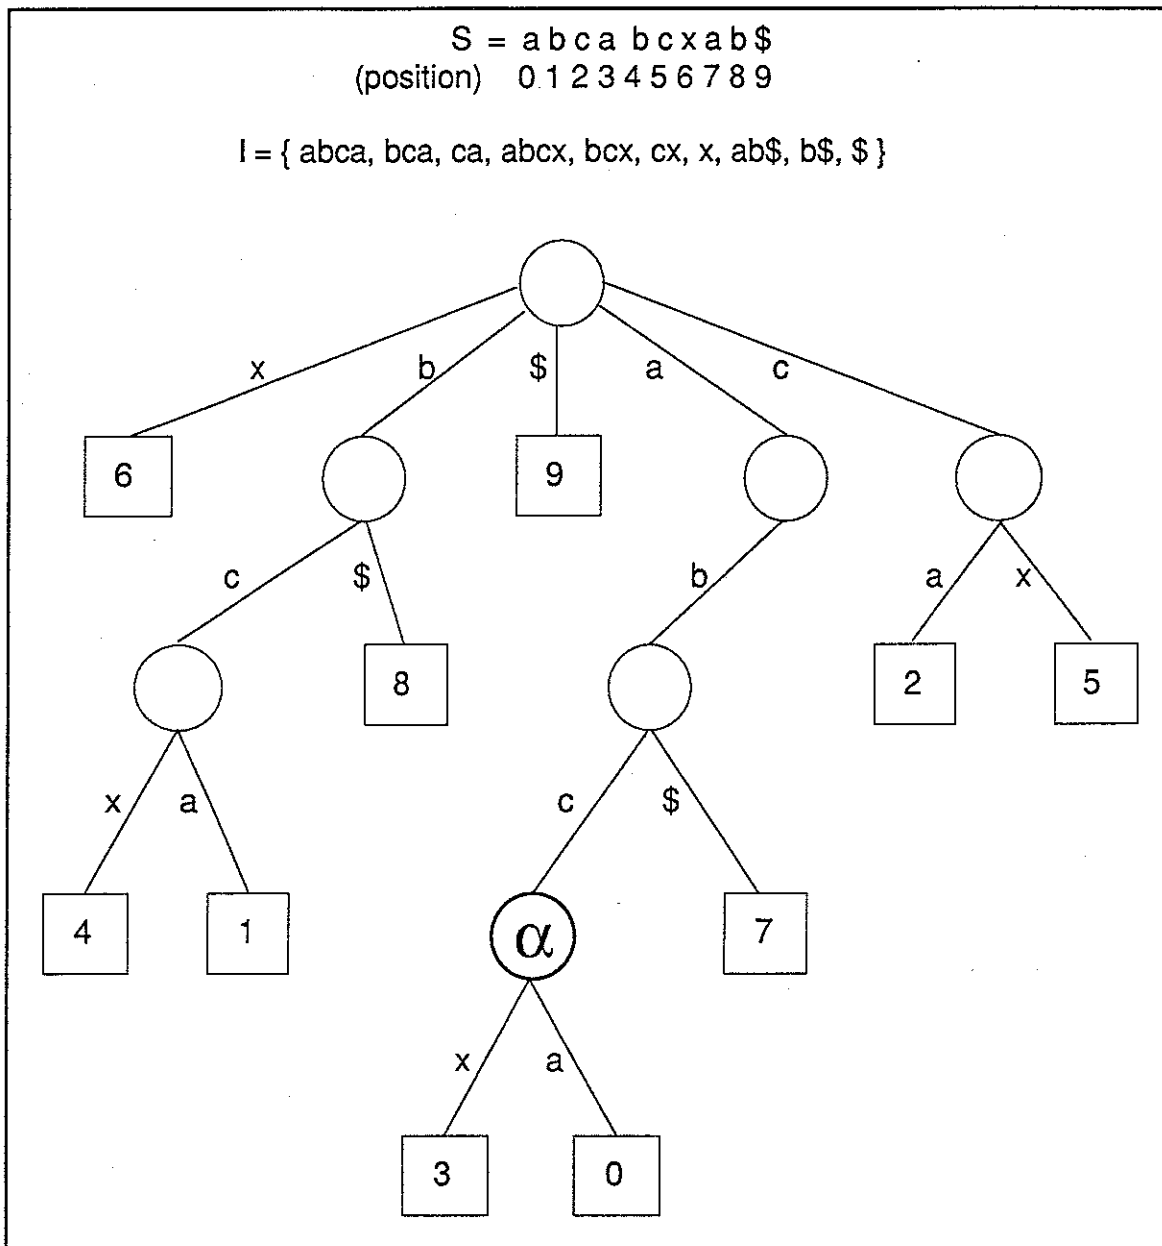 S = a b c a b c x a b $
(position) 0 1 2 3 4 5 6 7 8 9
I = { abca, bca, ca, abcx, bcx, cx, x, ab$, b$, $ }
x b $ a c
6 9
c $ b a x
8 2 5
x a c $
4 1 α 7
x a
3 0